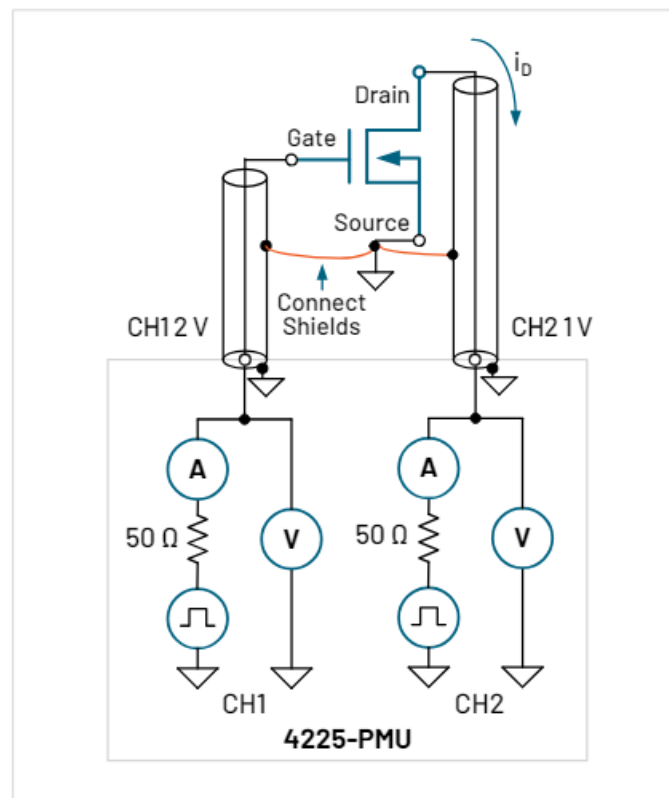 iD
Drain
Gate
Source
Connect
Shields
CH1 2 V
CH2 1 V
A
A
50 Ω
V
50 Ω
V
CH1
CH2
4225-PMU